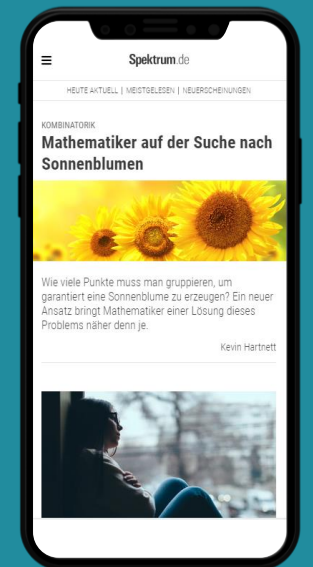 Spektrum.de
HEUTE AKTUELL | MEISTGELESEN | NEUERSCHEINUNGEN
KOMBINATORIK
Mathematiker auf der Suche nach
Sonnenblumen
Wie viele Punkte muss man gruppieren, um
garantiert eine Sonnenblume zu erzeugen? Ein neuer
Ansatz bringt Mathematiker einer Lösung dieses
Problems näher denn je.
Kevin Hartnett